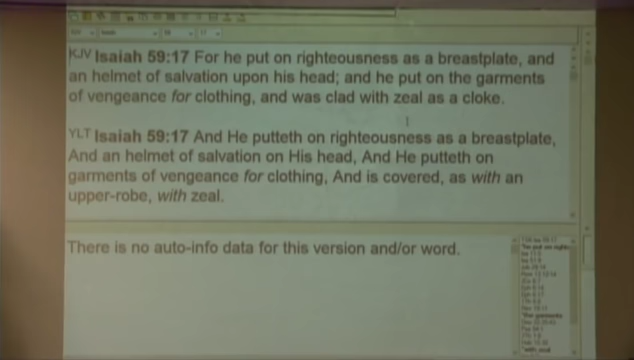 KJV Isaiah 59:17 For he put on righteousness as a breastplate, and
an helmet of salvation upon his head; and he put on the garments
of vengeance for clothing, and was clad with zeal as a cloke.
YLT Isaiah 59:17 And He putteth on righteousness as a breastplate,
And an helmet of salvation on His head, And He putteth on
garments of vengeance for clothing, And is covered, as with an
upper-robe, with zeal.
There is no auto-info data for this version and/or word.